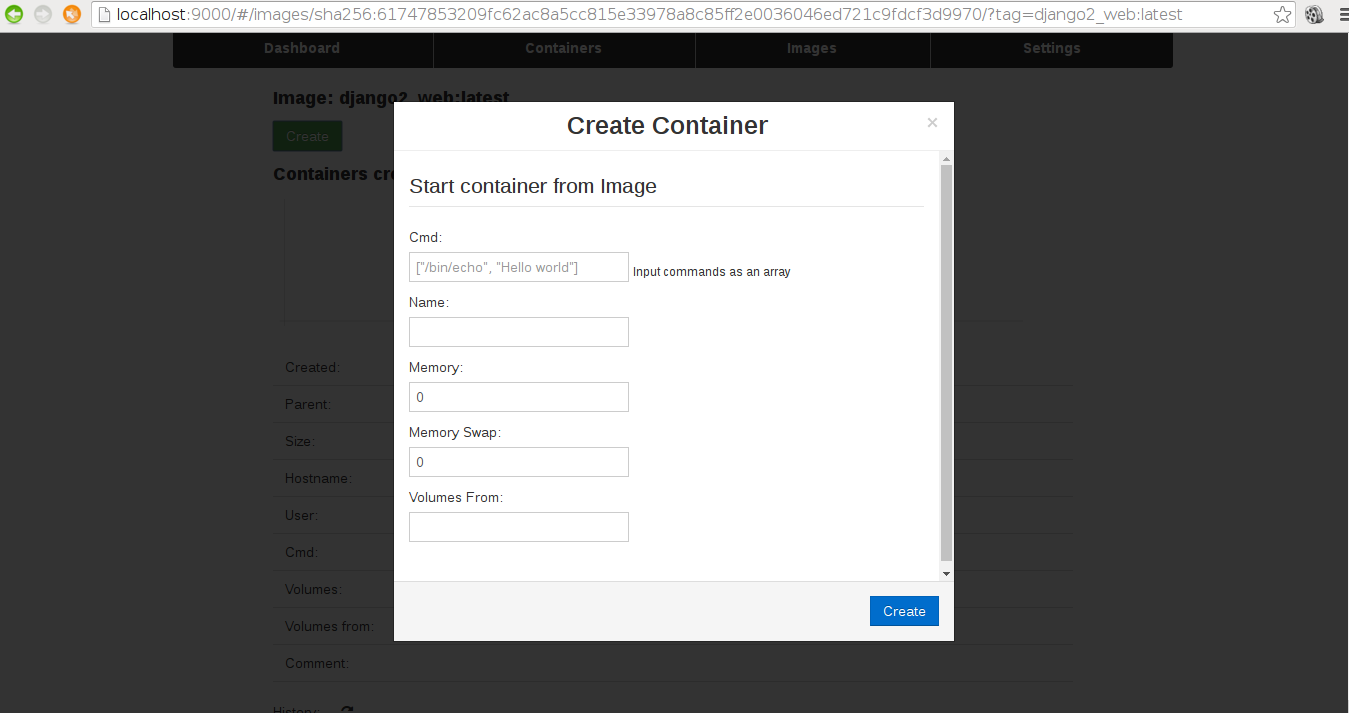 localhost:9000/#/images/sha256:61747853209fc62ac8a5cc815e33978a8c85ff2e0036046ed721c9fdcf3d9970/?tag=django2_web:latest
Dashboard Containers Images Settings
Image: django2_web:latest
Create
Containers cre
Create Container ×
Start container from Image
Cmd:
["/bin/echo", "Hello world"] Input commands as an array
Name:
Memory:
0
Memory Swap:
0
Volumes From:
Create
Created:
Parent:
Size:
Hostname:
User:
Cmd:
Volumes:
Volumes from:
Comment:
History: